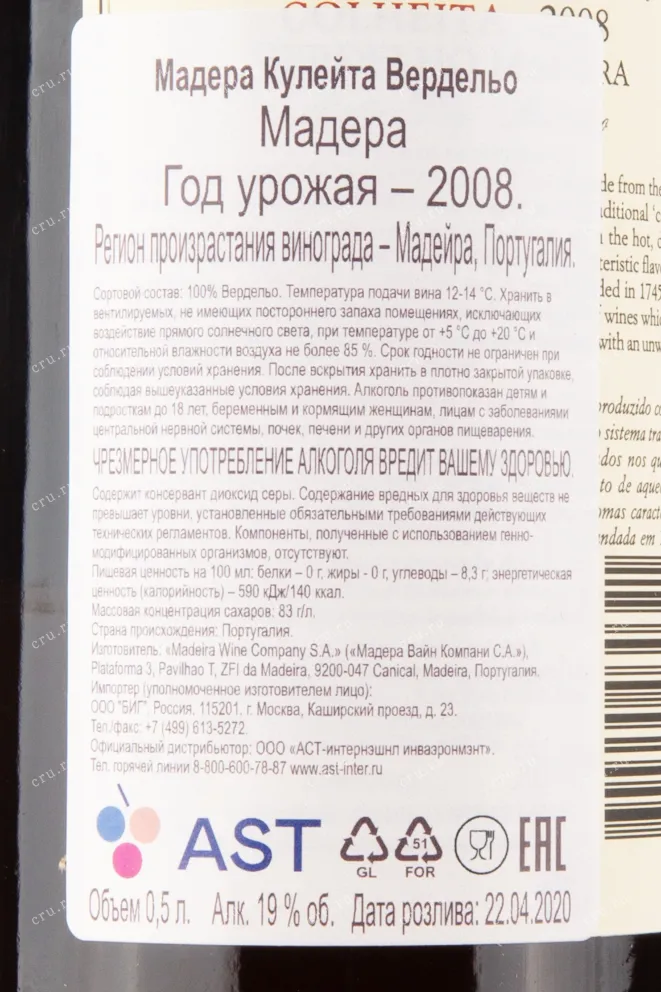 COLHEITA 2008
RA
Мадера Кулейта Вердельо
Мадера
Год урожая – 2008.
Регион произрастания винограда – Мадейра, Португалия.
Сортовой состав: 100% Вердельо. Температура подачи вина 12-14 °С. Хранить в
вентилируемых, не имеющих постороннего запаха помещениях, исключающих
воздействие прямого солнечного света, при температуре от +5 °С до +20 °С и
относительной влажности воздуха не более 85 %. Срок годности не ограничен при
соблюдении условий хранения. После вскрытия хранить в плотно закрытой упаковке,
соблюдая вышеуказанные условия хранения. Алкоголь противопоказан детям и
подросткам до 18 лет, беременным и кормящим женщинам, лицам с заболеваниями
центральной нервной системы, почек, печени и других органов пищеварения.
ЧРЕЗМЕРНОЕ УПОТРЕБЛЕНИЕ АЛКОГОЛЯ ВРЕДИТ ВАШЕМУ ЗДОРОВЬЮ.
Содержит консервант диоксид серы. Содержание вредных для здоровья веществ не
превышает уровни, установленные обязательными требованиями действующих
технических регламентов. Компоненты, полученные с использованием генно-
модифицированных организмов, отсутствуют.
Пищевая ценность на 100 мл: белки – 0 г, жиры - 0 г, углеводы – 8,3 г; энергетическая
ценность (калорийность) – 590 кДж/140 ккал.
Массовая концентрация сахаров: 83 г/л.
Страна происхождения: Португалия.
Изготовитель: «Madeira Wine Company S.A.» («Мадера Вайн Компани С.А.»),
Plataforma 3, Pavilhao T, ZFI da Madeira, 9200-047 Canical, Madeira, Португалия.
Импортер (уполномоченное изготовителем лицо):
ООО "БИГ", Россия, 115201, г. Москва, Каширский проезд, д. 23.
Тел./факс: +7 (499) 613-5272.
Официальный дистрибьютор: ООО «АСТ-интернэшнл инваэронмэнт».
Тел. горячей линии 8-800-600-78-87 www.ast-inter.ru
AST
GL
51
FOR
EAC
Объем 0,5 л. Алк. 19 % об. Дата розлива: 22.04.2020
de from the
ditional 'c
the hot, c
teristic flav
ded in 1745
wines whic
with an unw
produzido c
sistema tra
dos nos qu
to de aque
omas caract
ndada em
cru.ru